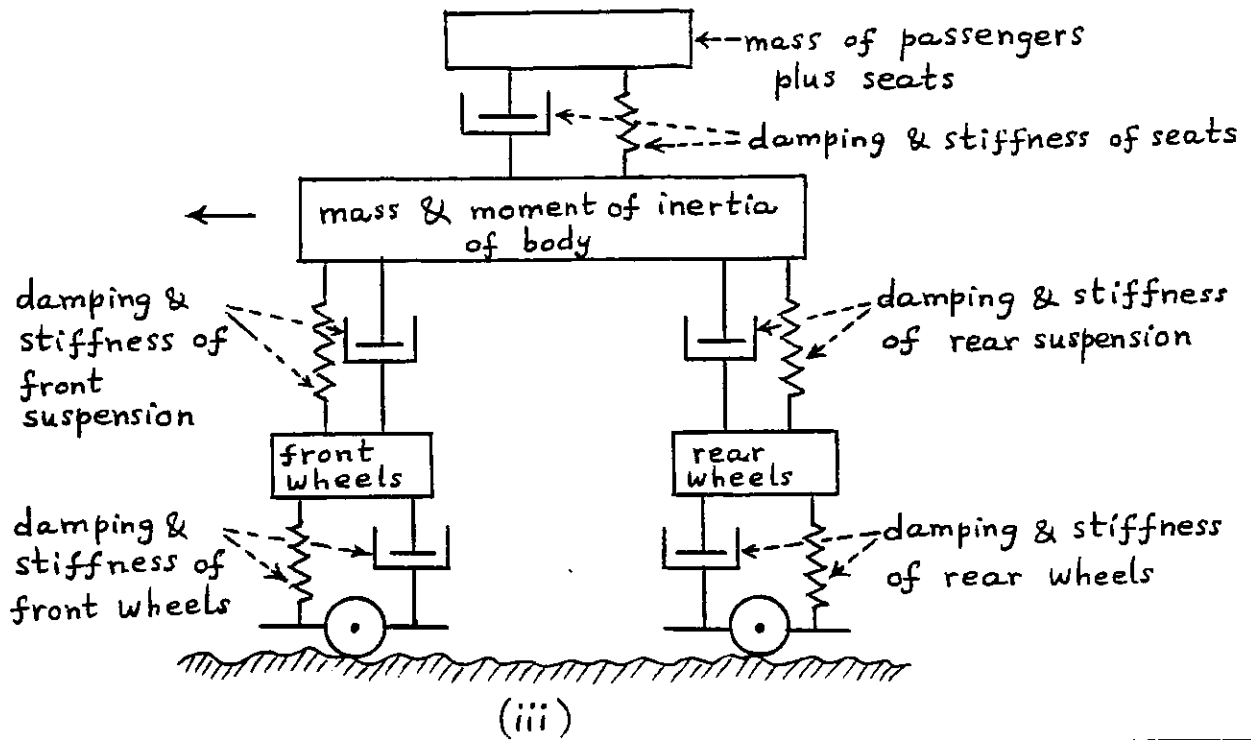 mass of passengers
plus seats
damping & stiffness of seats
mass & moment of inertia
of body
damping &
stiffness of
front
suspension
damping & stiffness
of rear suspension
front
wheels
rear
wheels
damping &
stiffness of
front wheels
damping & stiffness
of rear wheels
(iii)